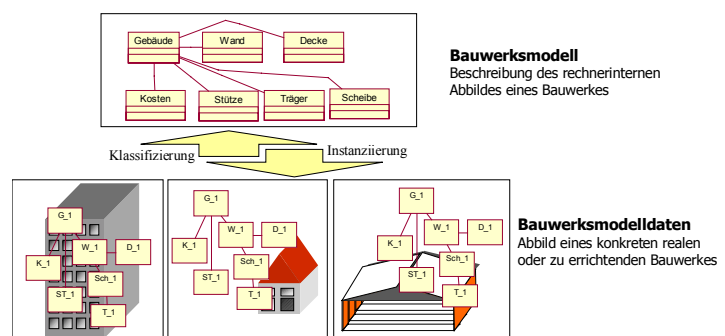 Gebäude
Wand
Decke
Kosten
Stütze
Träger
Scheibe
Bauwerksmodell
Beschreibung des rechnerinternen
Abbildes eines Bauwerkes
Klassifizierung
Instanziierung
G_1
W_1
D_1
K_1
Sch_1
ST_1
T_1
G_1
W_1
D_1
K_1
Sch_1
ST_1
T_1
G_1
W_1
D_1
K_1
Sch_1
ST_1
T_1
Bauwerksmodelldaten
Abbild eines konkreten realen
oder zu errichtenden Bauwerkes